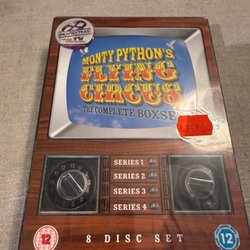 MONTY PYTHON'S
FLYING
CIRCUS
THE COMPLETE BOXSET
SERIES 1
SERIES 2
SERIES 3
SERIES 4
12
8 DISC SET
12